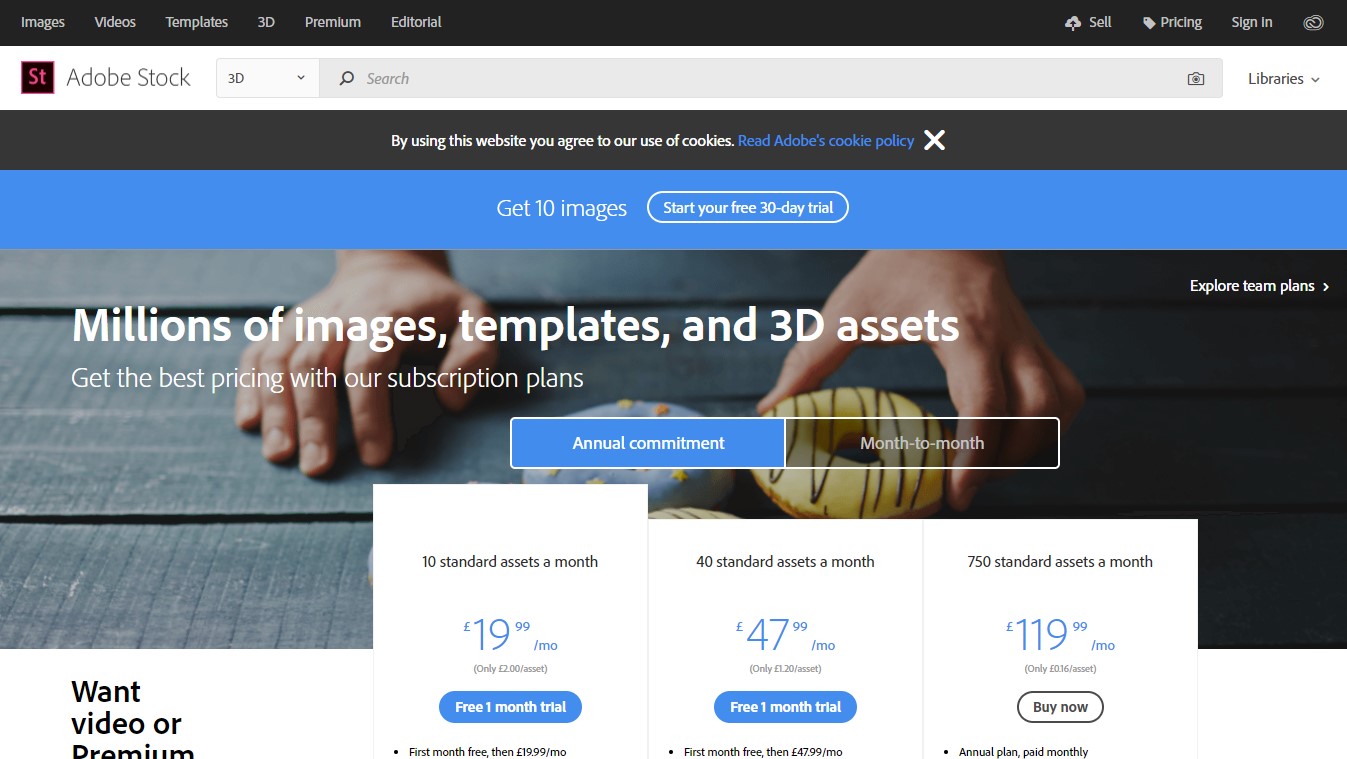 Images Videos Templates 3D Premium Editorial Sell Pricing Sign in
St Adobe Stock 3D Search Libraries
By using this website you agree to our use of cookies. Read Adobe's cookie policy
Get 10 images Start your free 30-day trial
Explore team plans
Millions of images, templates, and 3D assets
Get the best pricing with our subscription plans
Annual commitment Month-to-month
10 standard assets a month 40 standard assets a month 750 standard assets a month
£19 99 /mo £47 99 /mo £119 99 /mo
(Only £2.00/asset) (Only £1.20/asset) (Only £0.16/asset)
Free 1 month trial Free 1 month trial Buy now
• First month free, then £19.99/mo • First month free, then £47.99/mo • Annual plan, paid monthly
Want
video or
Premium